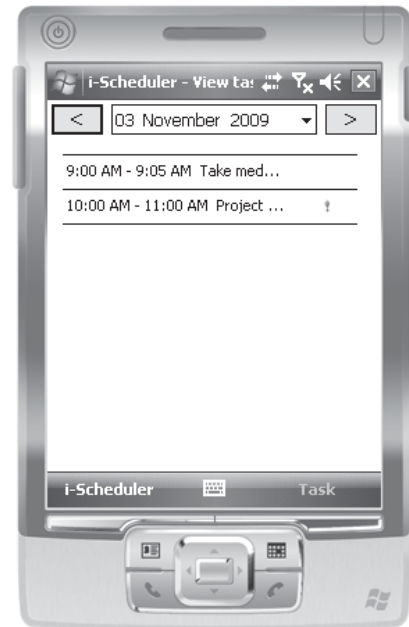 i-Scheduler - View tas
< 03 November 2009 >
9:00 AM - 9:05 AM Take med...
10:00 AM - 11:00 AM Project ...
i-Scheduler Task